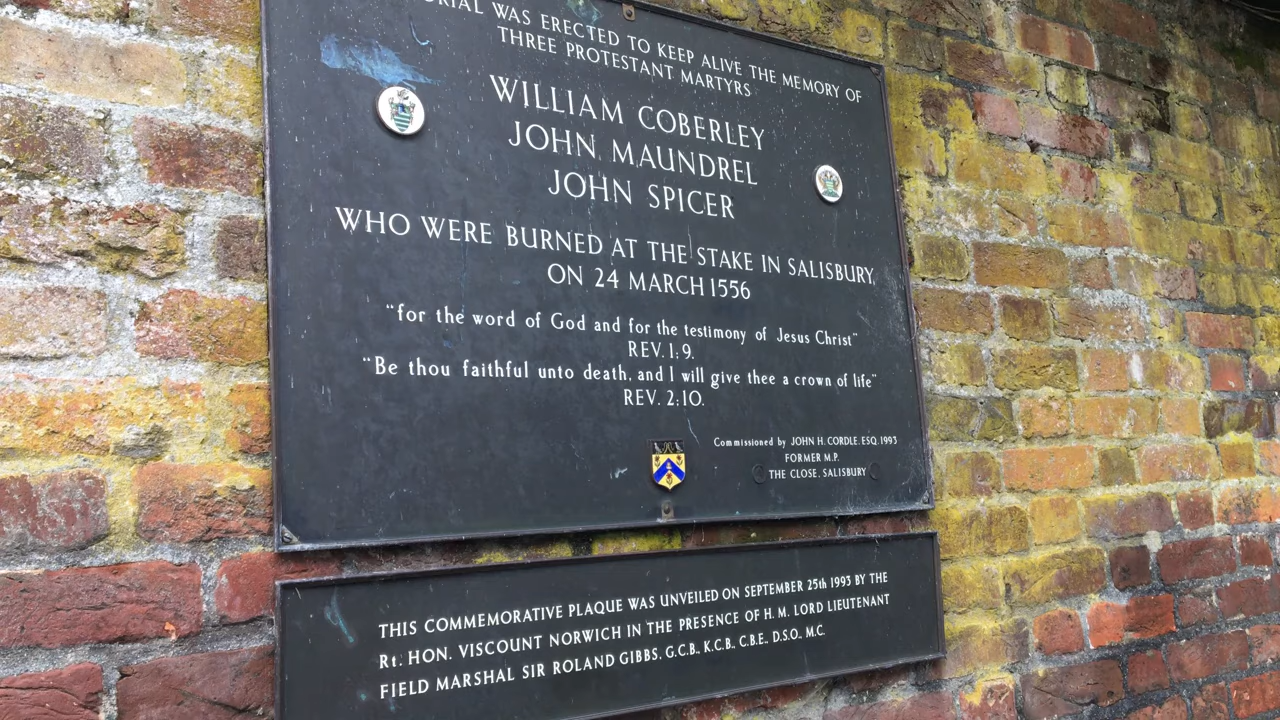 WAS ERECTED TO KEEP ALIVE THE MEMORY OF
THREE PROTESTANT MARTYRS
WILLIAM COBERLEY
JOHN MAUNDREL
JOHN SPICER
WHO WERE BURNED AT THE STAKE IN SALISBURY
ON 24 MARCH 1556
“for the word of God and for the testimony of Jesus Christ”
REV. 1:9.
“Be thou faithful unto death, and I will give thee a crown of life”
REV. 2:10.
Commissioned by JOHN H. CORDLE. ESQ. 1993
FORMER M.P.
THE CLOSE, SALISBURY
THIS COMMEMORATIVE PLAQUE WAS UNVEILED ON SEPTEMBER 25th 1993 BY THE
Rt. HON. VISCOUNT NORWICH IN THE PRESENCE OF H. M. LORD LIEUTENANT
FIELD MARSHAL SIR ROLAND GIBBS, G.C.B., K.C.B., C.B.E., D.S.O., M.C.